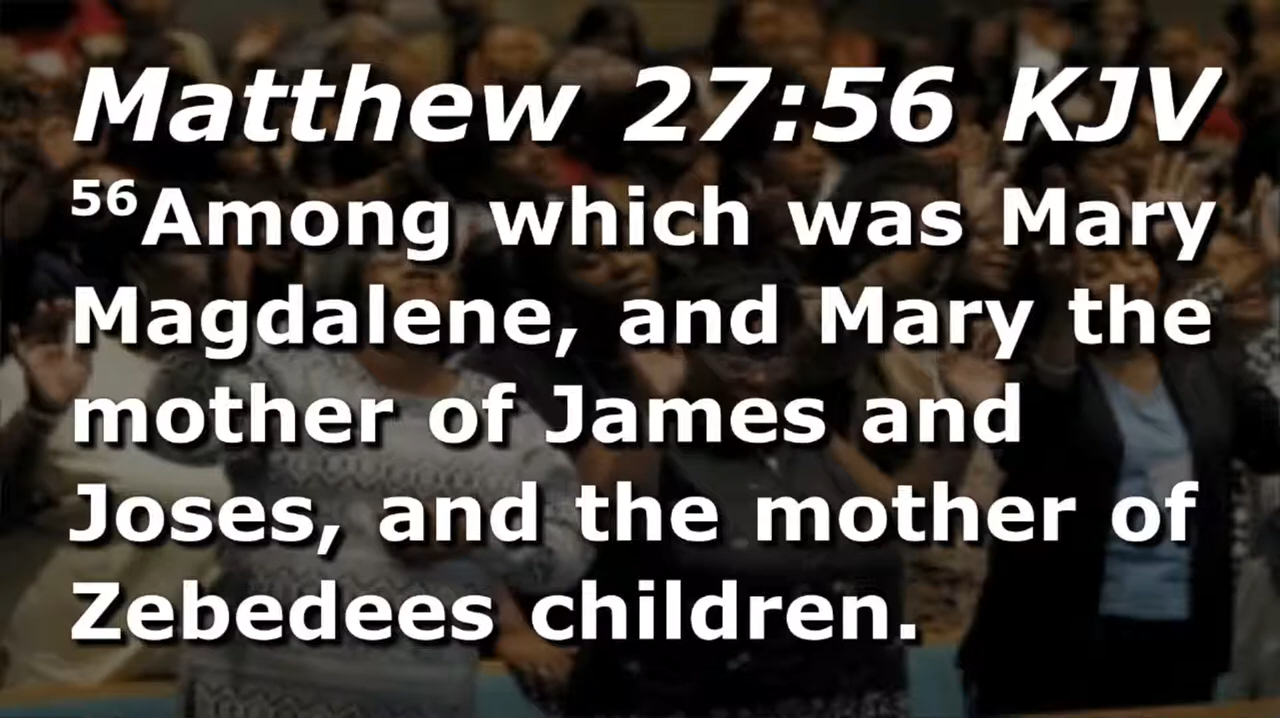 Matthew 27:56 KJV
56Among which was Mary
Magdalene, and Mary the
mother of James and
Joses, and the mother of
Zebedees children.